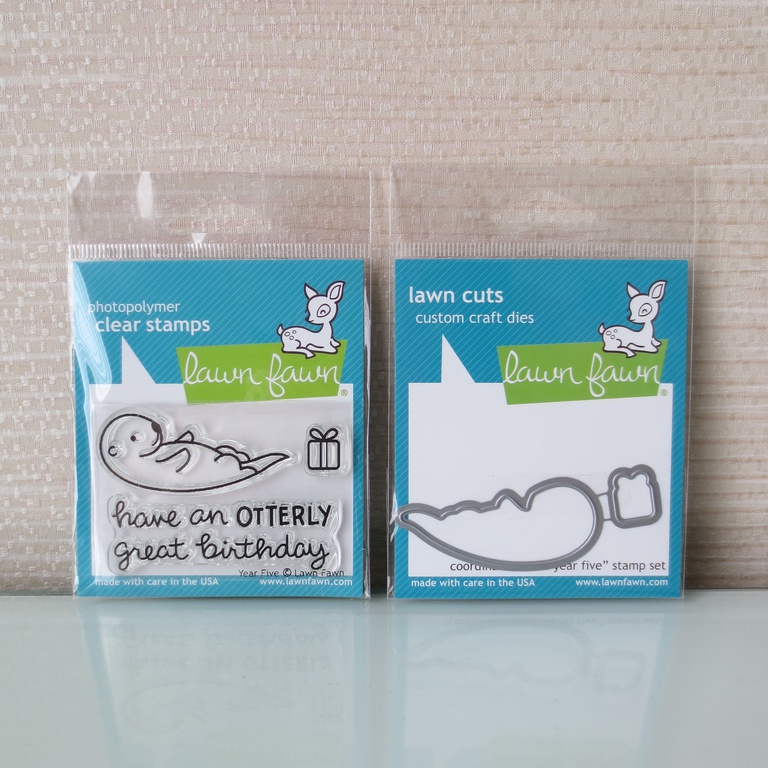 photopolymer
clear stamps
lawn fawn®
have an OTTERLY
great birthday
Year Five © Lawn Fawn
made with care in the USA www.lawnfawn.com
lawn cuts
custom craft dies
lawn fawn®
year five” stamp set
made with care in the USA www.lawnfawn.com